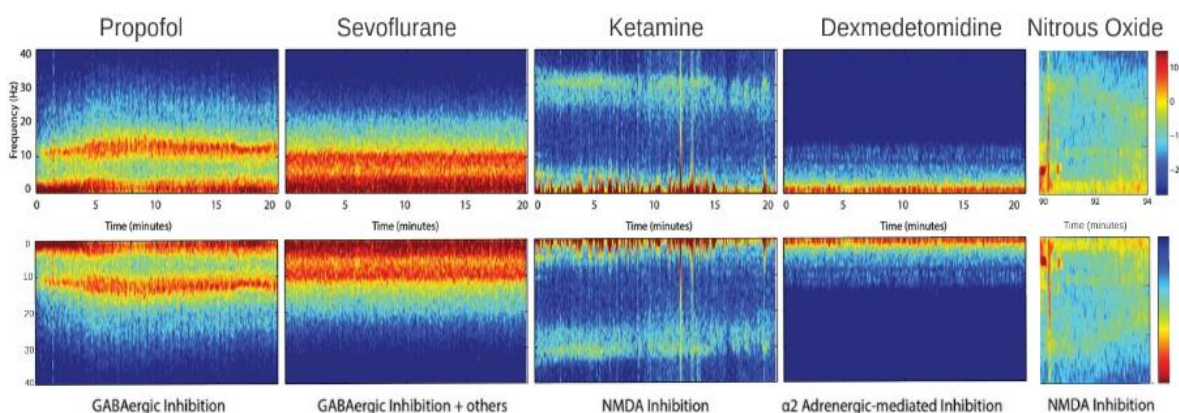 Propofol Sevoflurane Ketamine Dexmedetomidine Nitrous Oxide
40
30
20
10
0
Frequency (Hz)
0 5 10 15 20 0 5 10 15 20 0 5 10 15 20 0 5 10 15 20 90 92 94
10
0
-10
-2
Time (minutes) Time (minutes) Time (minutes) Time (minutes) Time (minutes)
0
10
20
30
40
GABAergic Inhibition GABAergic Inhibition + others NMDA Inhibition α2 Adrenergic-mediated Inhibition NMDA Inhibition